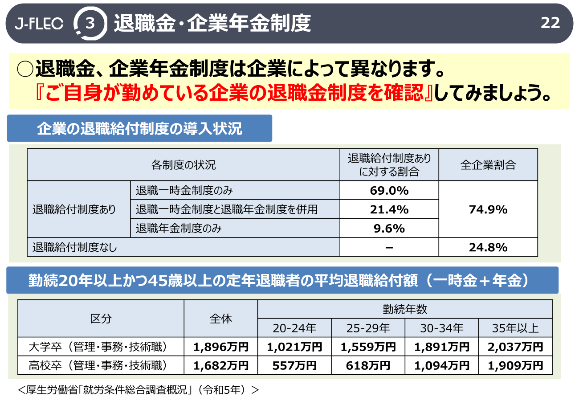 J-FLEC 3 退職金・企業年金制度 22
○退職金、企業年金制度は企業によって異なります。
『ご自身が勤めている企業の退職金制度を確認』してみましょう。
企業の退職給付制度の導入状況
各制度の状況 退職給付制度ありに対する割合 全企業割合
退職給付制度あり 退職一時金制度のみ 69.0% 74.9%
退職一時金制度と退職年金制度を併用 21.4%
退職年金制度のみ 9.6%
退職給付制度なし － 24.8%
勤続20年以上かつ45歳以上の定年退職者の平均退職給付額（一時金＋年金）
区分 全体 勤続年数
20-24年 25-29年 30-34年 35年以上
大学卒（管理・事務・技術職） 1,896万円 1,021万円 1,559万円 1,891万円 2,037万円
高校卒（管理・事務・技術職） 1,682万円 557万円 618万円 1,094万円 1,909万円
＜厚生労働省「就労条件総合調査概況」（令和5年）＞